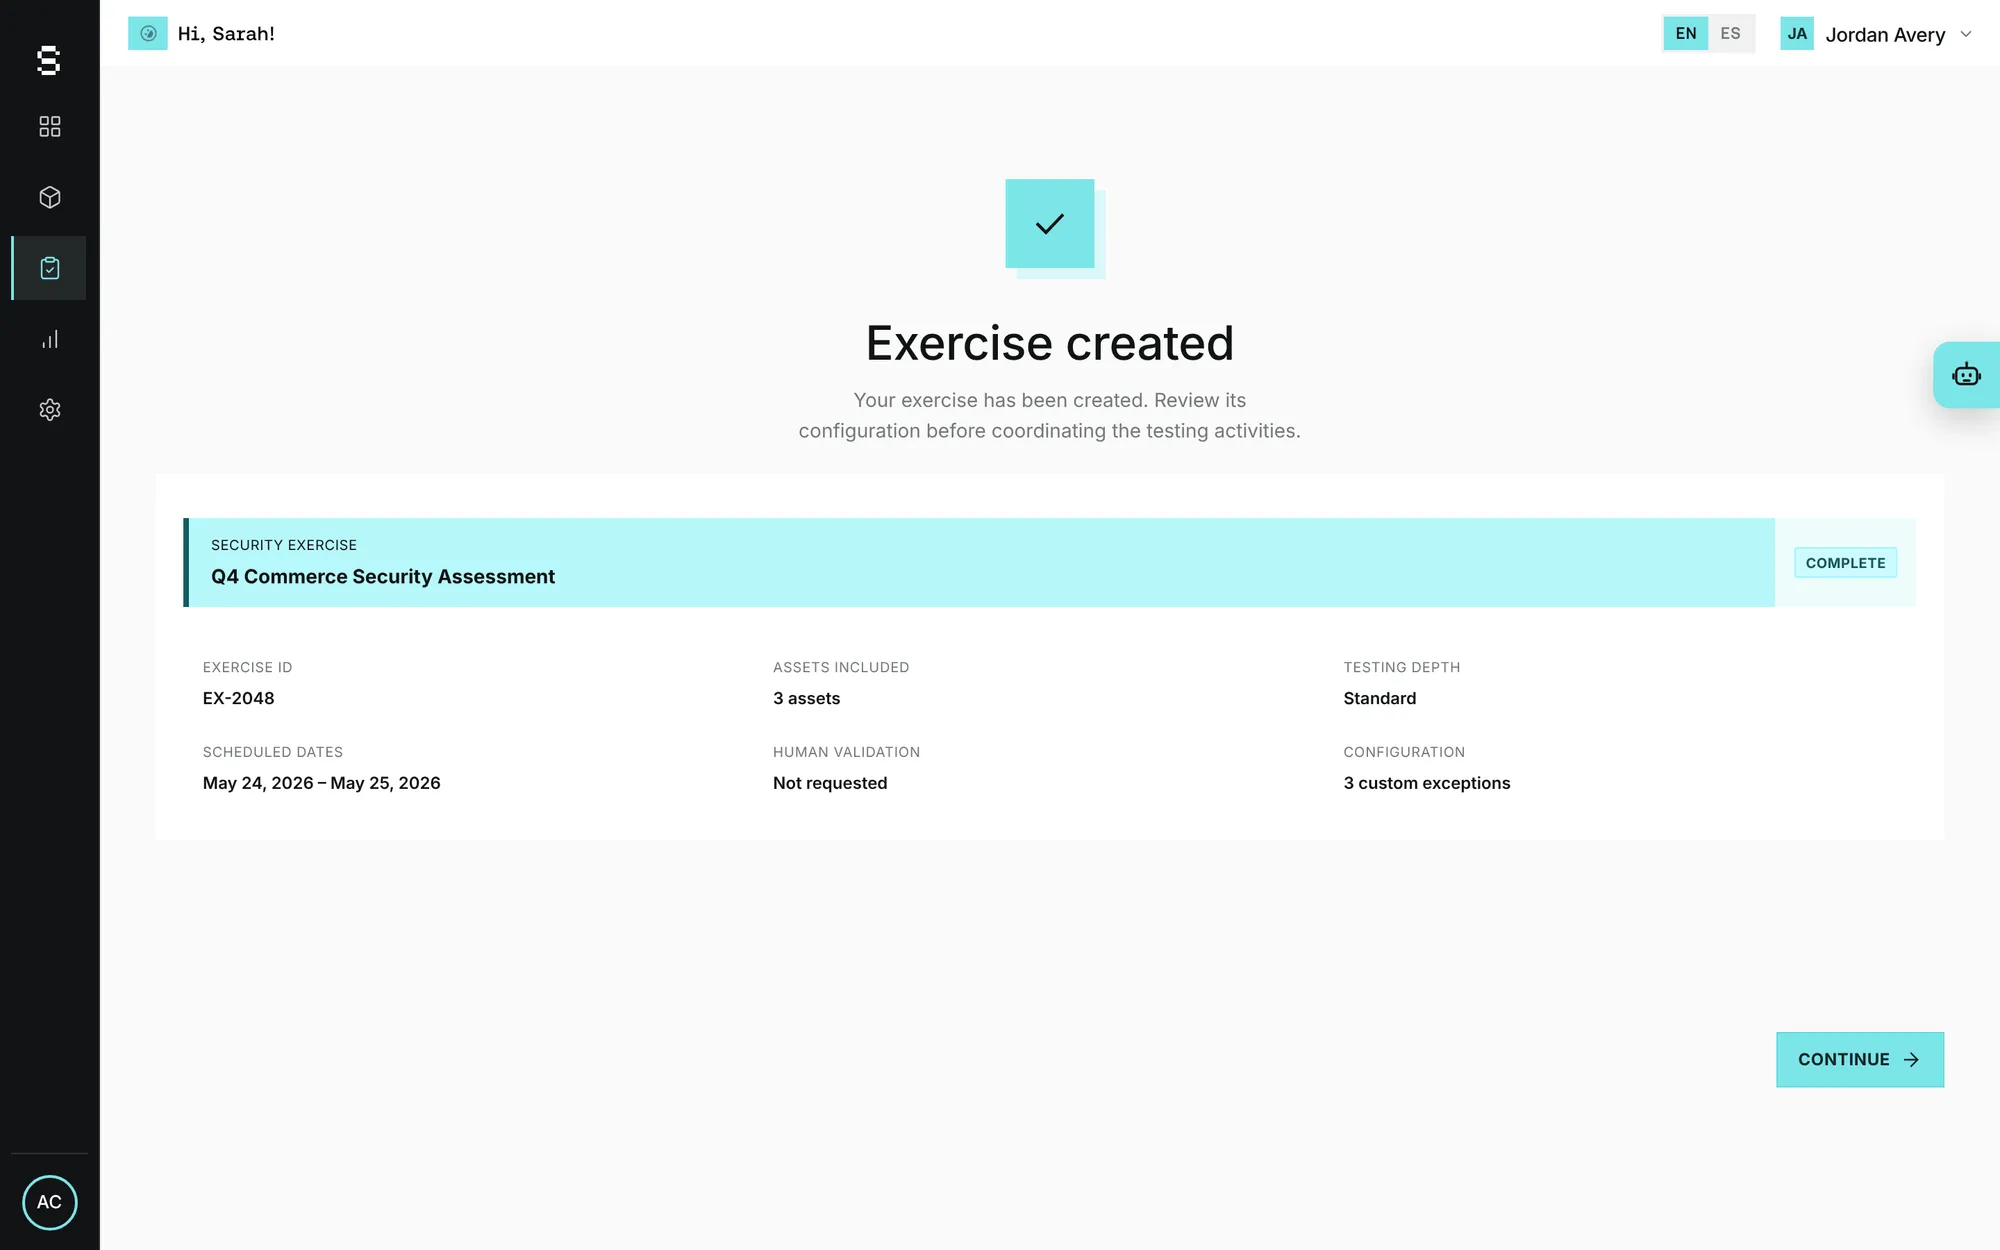 Hi, Sarah!
EN
ES
JA
Jordan Avery
Exercise created
Your exercise has been created. Review its
configuration before coordinating the testing activities.
SECURITY EXERCISE
Q4 Commerce Security Assessment
COMPLETE
EXERCISE ID
EX-2048
ASSETS INCLUDED
3 assets
TESTING DEPTH
Standard
SCHEDULED DATES
May 24, 2026 – May 25, 2026
HUMAN VALIDATION
Not requested
CONFIGURATION
3 custom exceptions
CONTINUE
AC